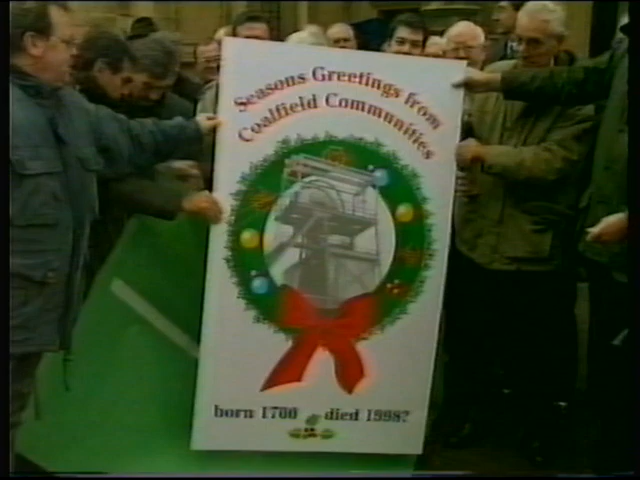 Seasons Greetings from
Coalfield Communities
born 1700 died 1998?